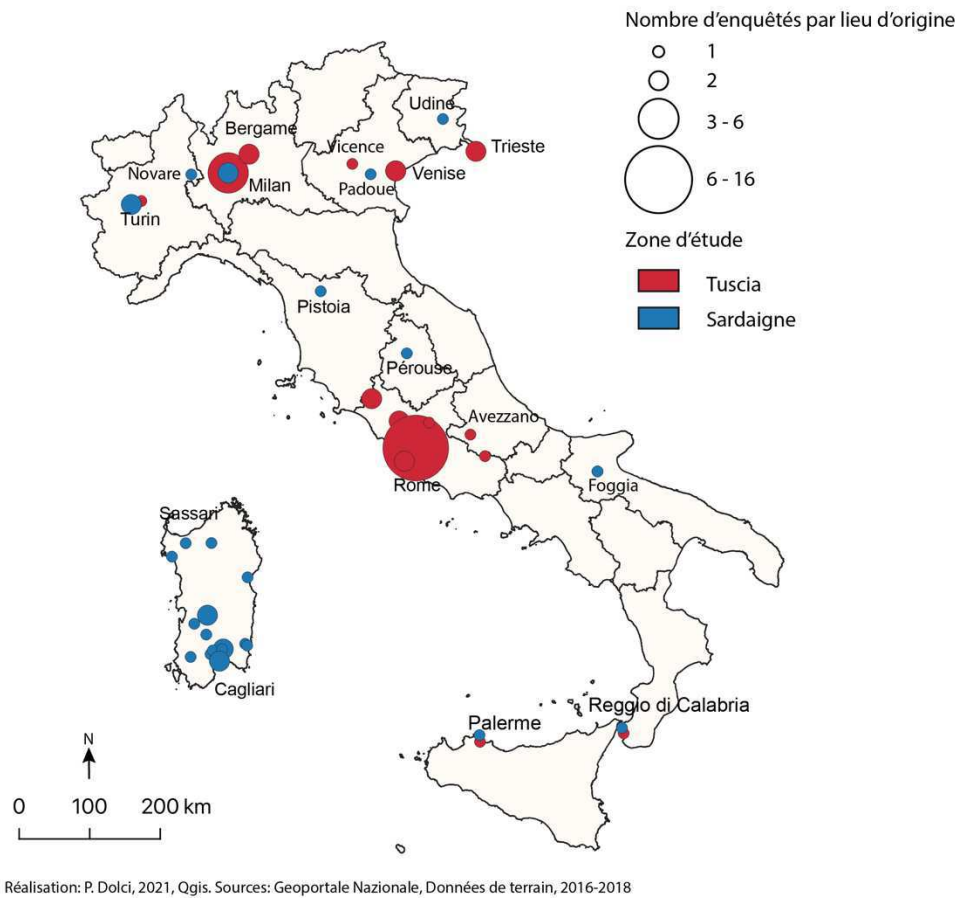 Nombre d'enquêtés par lieu d'origine
1
2
3 - 6
6 - 16
Zone d'étude
Tuscia
Sardaigne
Udine
Bergame
Vicence
Trieste
Novare
Milan
Padoue
Venise
Turin
Pistoia
Pérouse
Avezzano
Rome
Foggia
Sassari
Cagliari
Palerme
Reggio di Calabria
N
0 100 200 km
Réalisation: P. Dolci, 2021, Qgis. Sources: Geoportale Nazionale, Données de terrain, 2016-2018